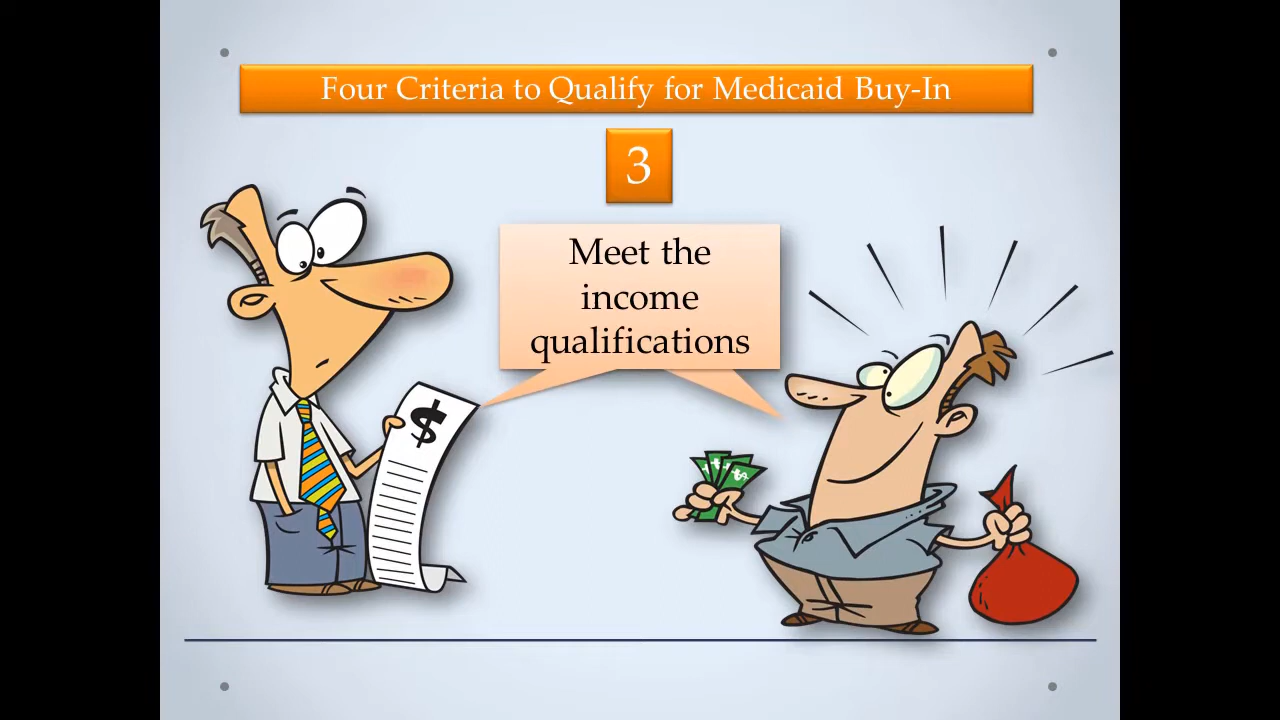 Four Criteria to Qualify for Medicaid Buy-In
3
Meet the
income
qualifications
$